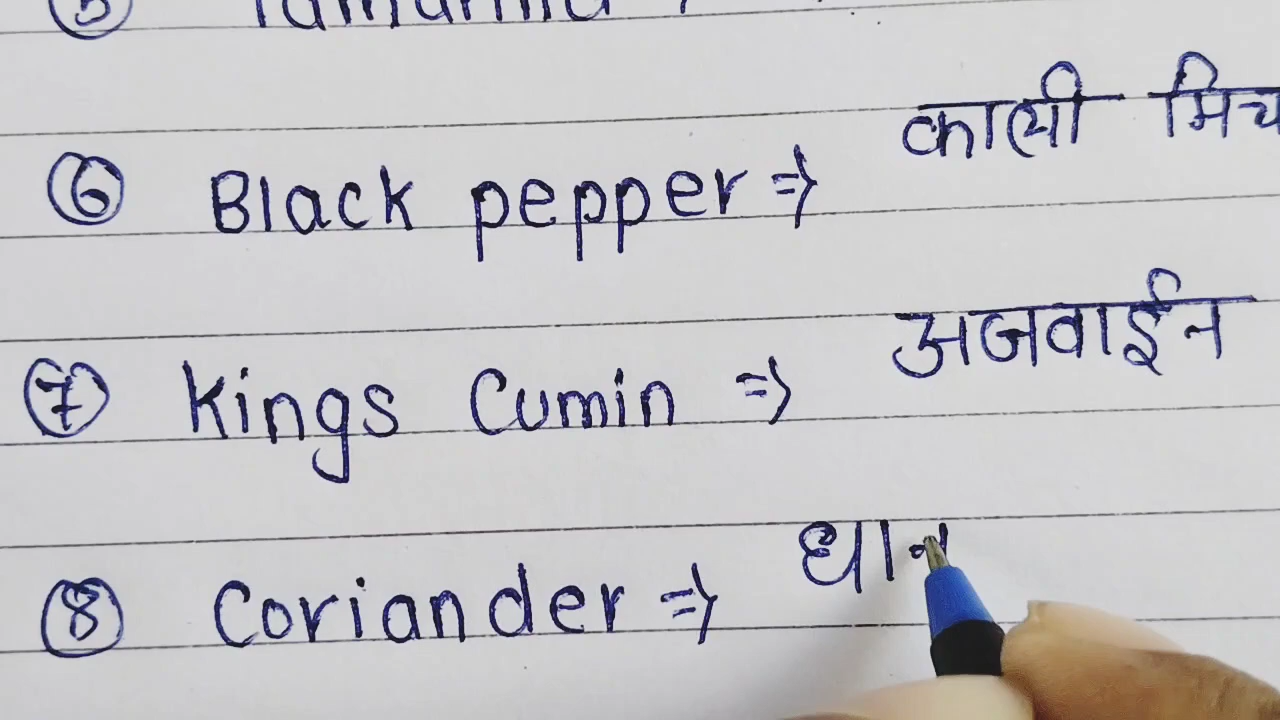 ⑥ Black pepper ⇒ काली मिच
⑦ Kings Cumin ⇒ अजवाईन
⑧ Coriander ⇒ धान